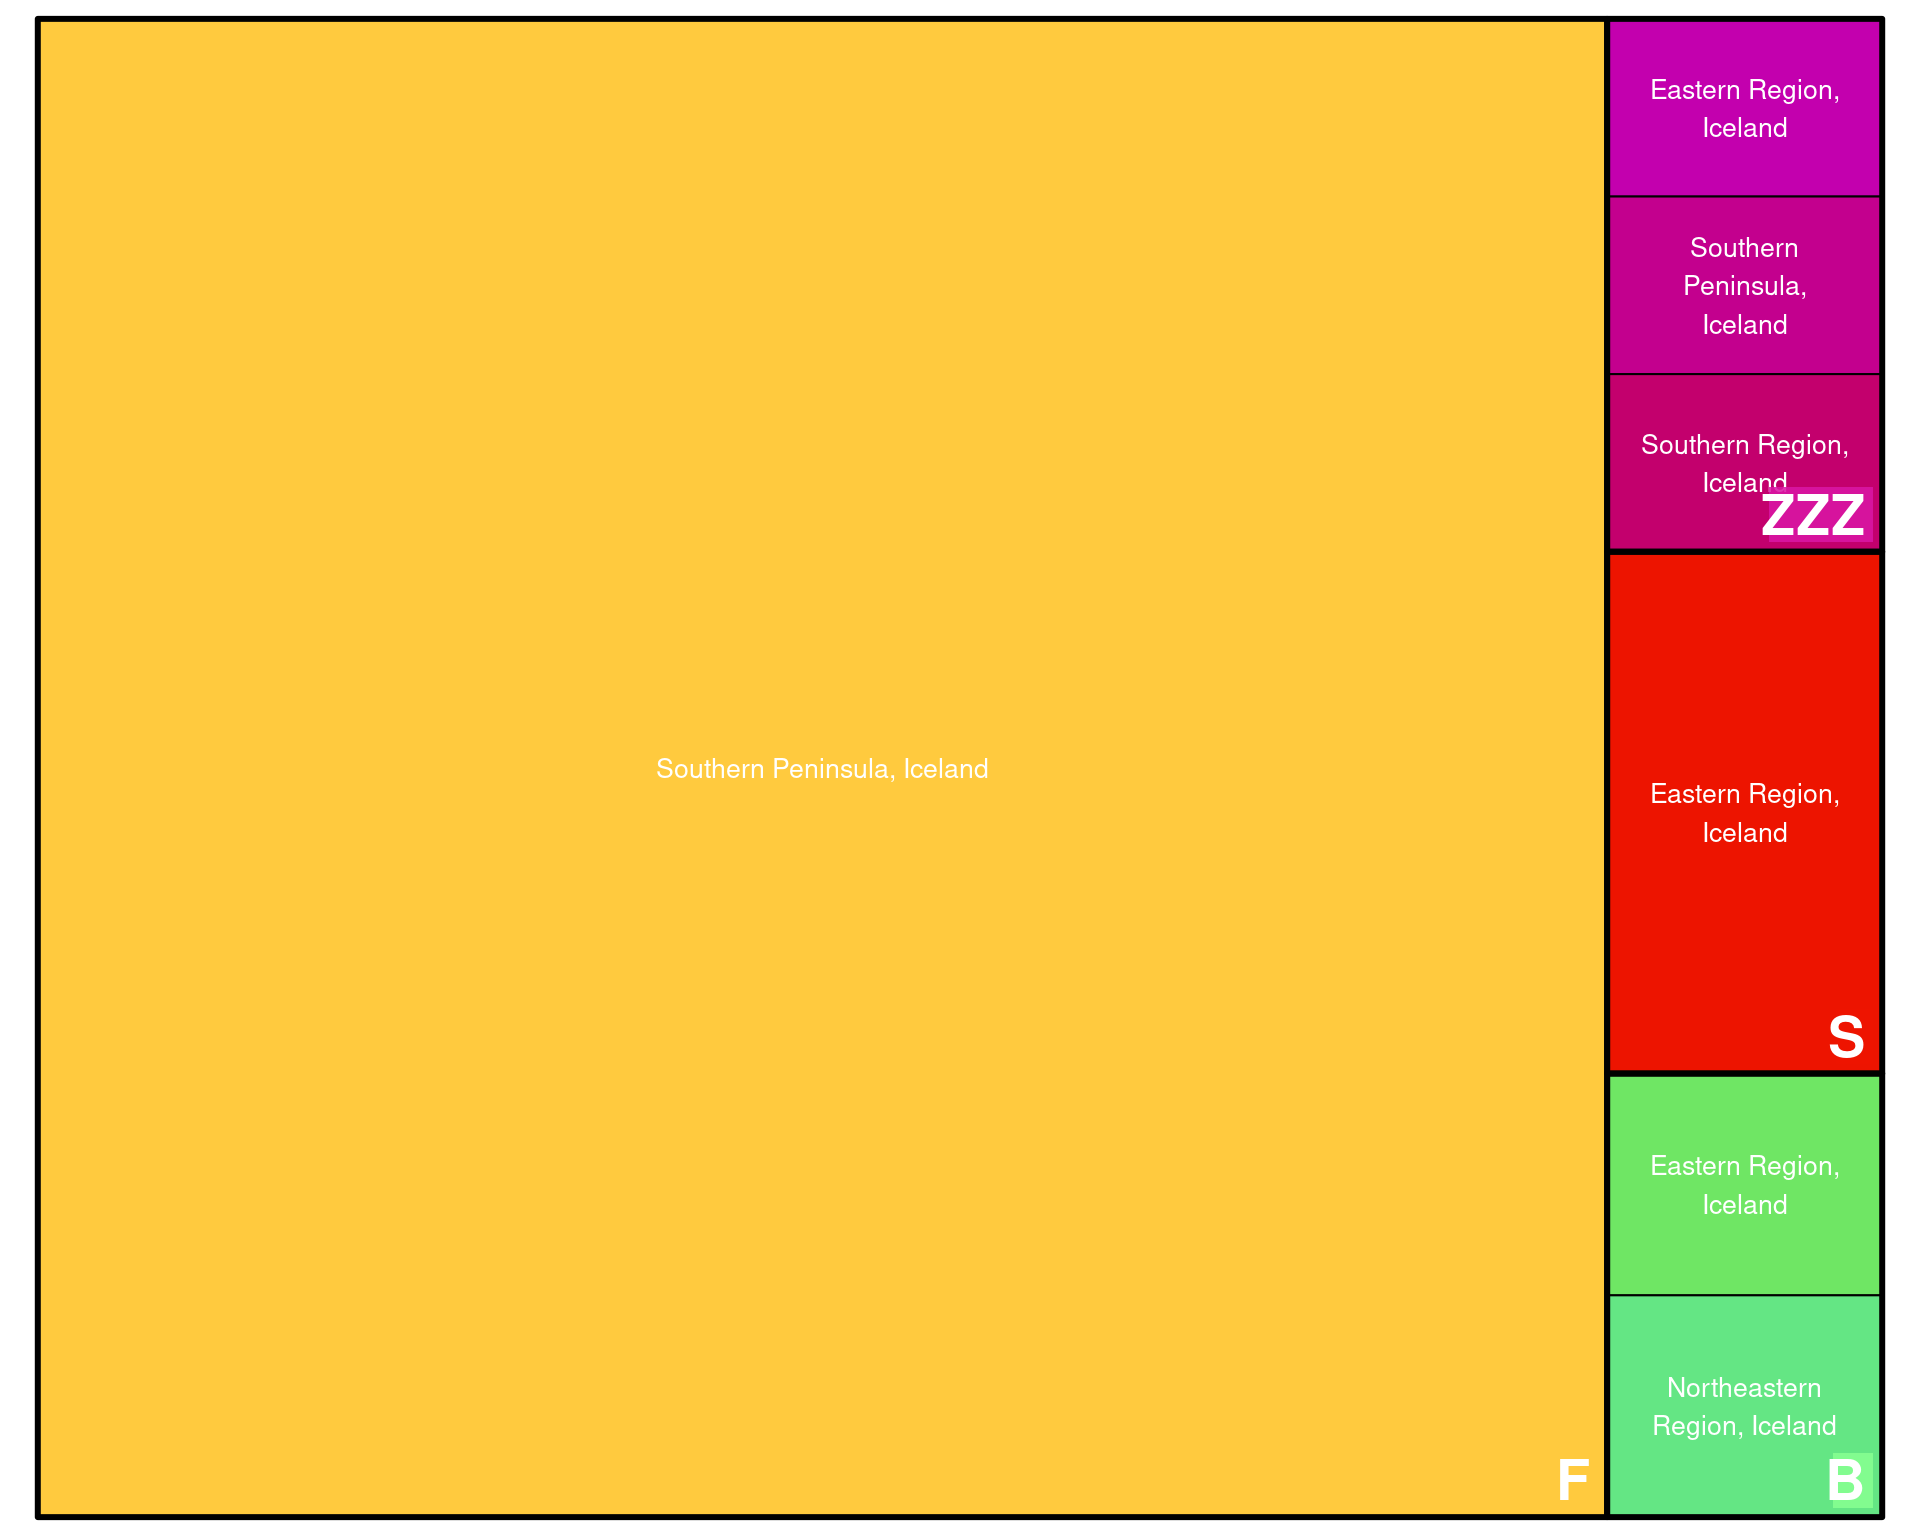 Southern Peninsula, Iceland
F
Eastern Region,
Iceland
Southern
Peninsula,
Iceland
Southern Region,
Iceland
ZZZ
Eastern Region,
Iceland
S
Eastern Region,
Iceland
Northeastern
Region, Iceland
B